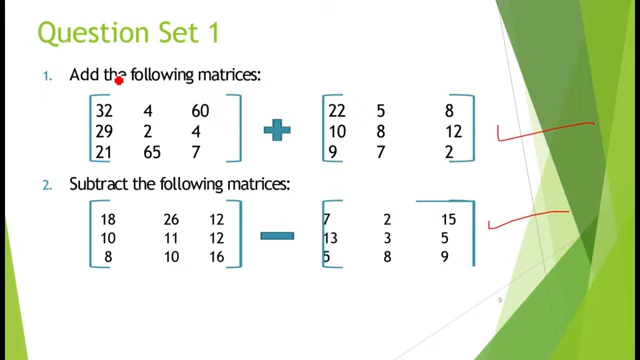 Question Set 1
1. Add the following matrices:
32 4 60 22 5 8
29 2 4 10 8 12
21 65 7 9 7 2
2. Subtract the following matrices:
18 26 12 7 2 15
10 11 12 13 3 5
8 10 16 5 8 9
9